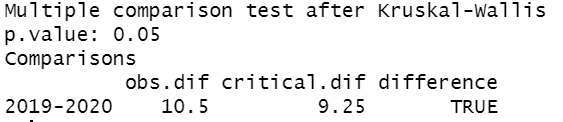 Multiple comparison test after Kruskal-Wallis
p.value: 0.05
Comparisons
obs.dif critical.dif difference
2019-2020 10.5 9.25 TRUE